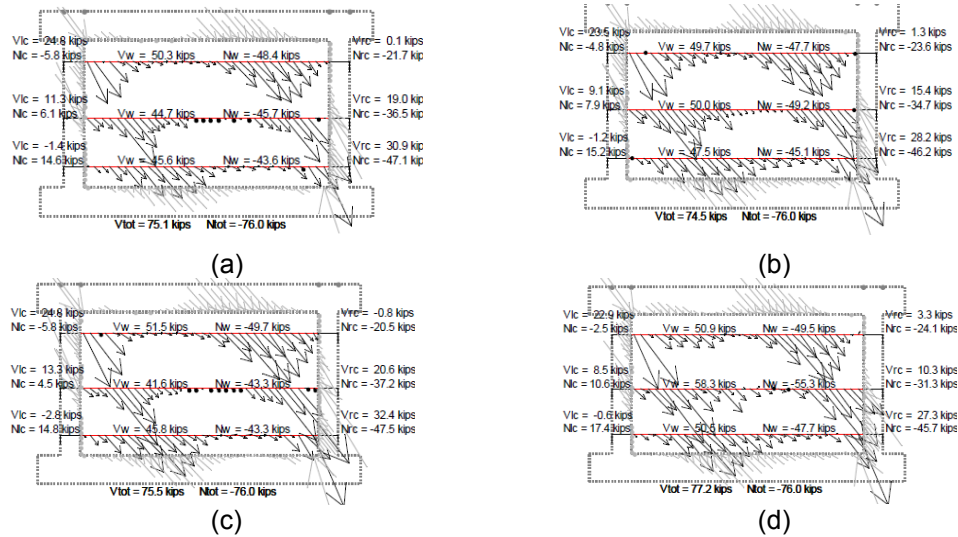 Vlc = 24.8 kips Vw = 50.3 kips Nw = -48.4 kips Vrc = 0.1 kips
Nlc = -5.8 kips Nrc = -21.7 kip
Vlc = 11.3 kips Vw = 44.7 kips Nw = -45.7 kips Vrc = 19.0 kips
Nlc = 6.1 kips Nrc = -36.5 kip
Vlc = -1.4 kips Vw = 45.6 kips Nw = -43.6 kips Vrc = 30.9 kips
Nlc = 14.6 kips Nrc = -47.1 kip
Vtot = 75.1 kips Ntot = -76.0 kips
(a)
Vlc = 23.5 kips Vw = 49.7 kips Nw = -47.7 kips Vrc = 1.3 kips
Nlc = -4.8 kips Nrc = -23.6 kip
Vlc = 9.1 kips Vw = 50.0 kips Nw = -49.2 kips Vrc = 15.4 kips
Nlc = 7.9 kips Nrc = -34.7 kip
Vlc = -1.2 kips Vw = 47.5 kips Nw = -45.1 kips Vrc = 28.2 kips
Nlc = 15.2 kips Nrc = -46.2 kip
Vtot = 74.5 kips Ntot = -76.0 kips
(b)
Vlc = 24.8 kips Vw = 51.5 kips Nw = -49.7 kips Vrc = -0.8 kips
Nlc = -5.8 kips Nrc = -20.5 kip
Vlc = 13.3 kips Vw = 41.6 kips Nw = -43.3 kips Vrc = 20.6 kips
Nlc = 4.5 kips Nrc = -37.2 kip
Vlc = -2.8 kips Vw = 45.8 kips Nw = -43.3 kips Vrc = 32.4 kips
Nlc = 14.8 kips Nrc = -47.5 kip
Vtot = 75.5 kips Ntot = -76.0 kips
(c)
Vlc = 22.9 kips Vw = 50.9 kips Nw = -49.5 kips Vrc = 3.3 kips
Nlc = -2.5 kips Nrc = -24.1 kip
Vlc = 8.5 kips Vw = 58.3 kips Nw = -55.3 kips Vrc = 10.3 kips
Nlc = 10.6 kips Nrc = -31.3 kip
Vlc = -0.6 kips Vw = 50.5 kips Nw = -47.7 kips Vrc = 27.3 kips
Nlc = 17.4 kips Nrc = -45.7 kip
Vtot = 77.2 kips Ntot = -76.0 kips
(d)